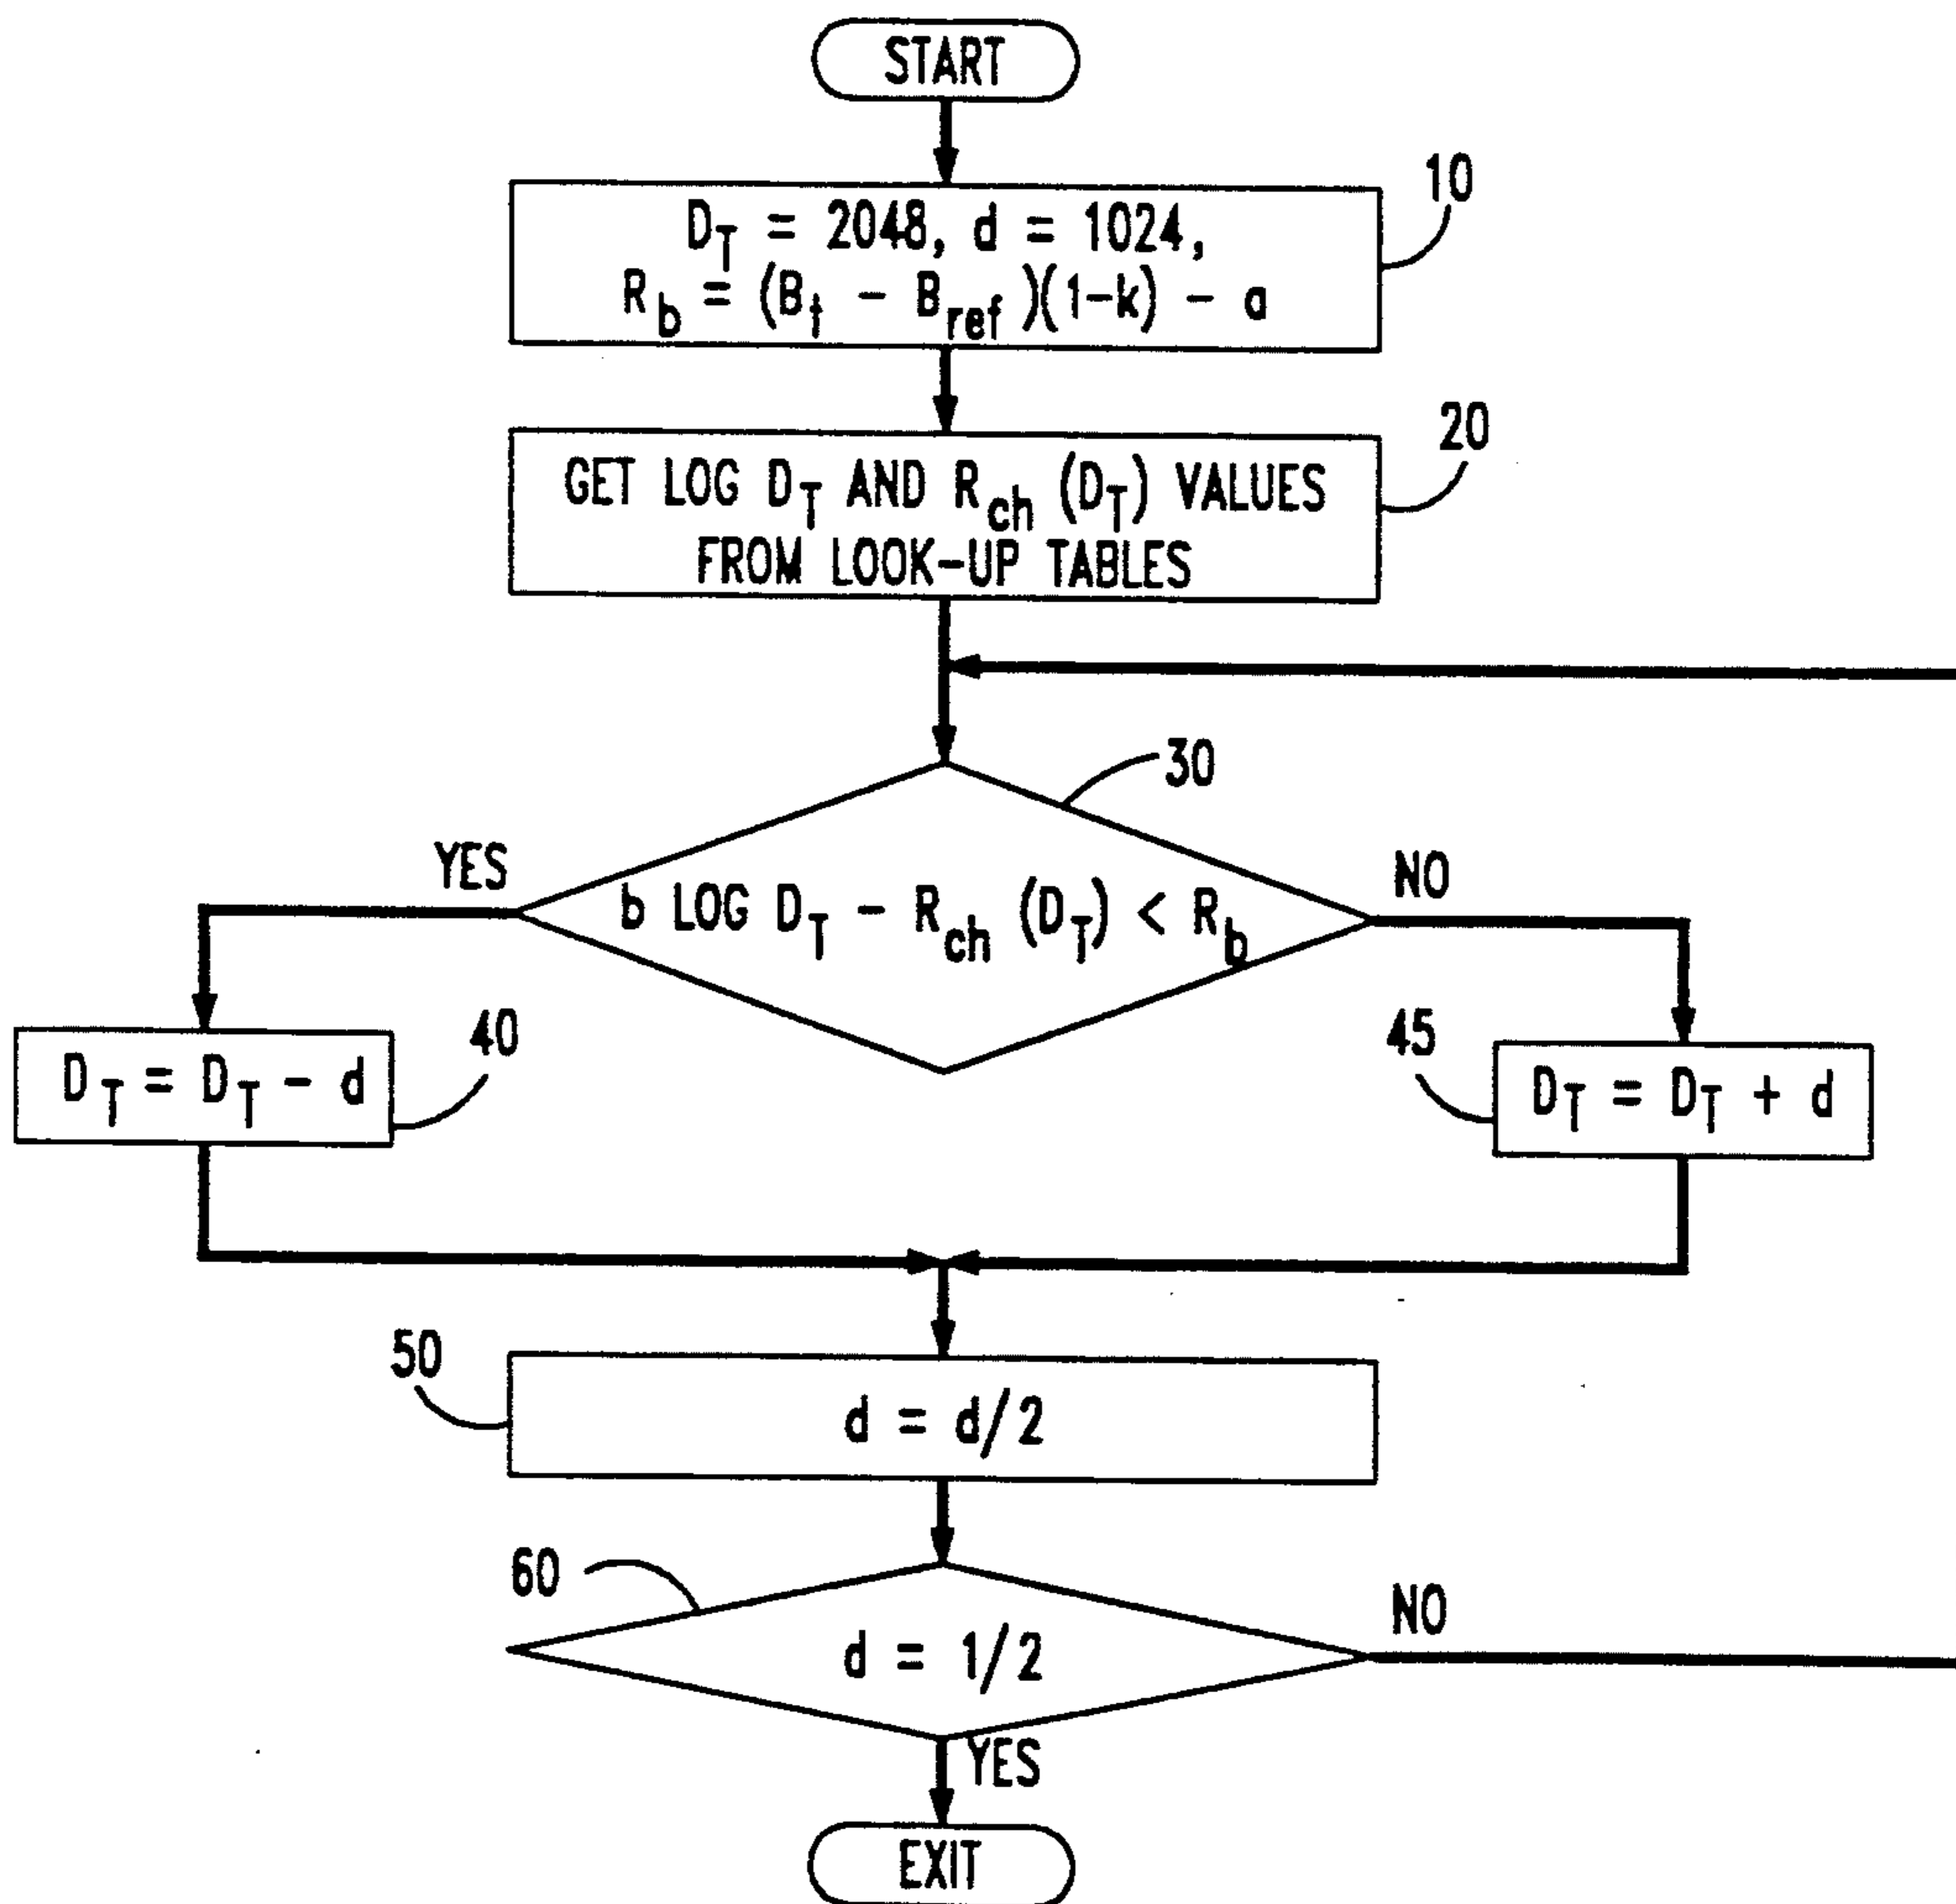 START
10
D_T = 2048, d = 1024,
R_b = (B_t - B_ref)(1-k) - a
20
GET LOG D_T AND R_ch (D_T) VALUES
FROM LOOK-UP TABLES
30
YES
NO
b LOG D_T - R_ch (D_T) < R_b
40
45
D_T = D_T - d
D_T = D_T + d
50
d = d/2
60
NO
d = 1/2
YES
EXIT